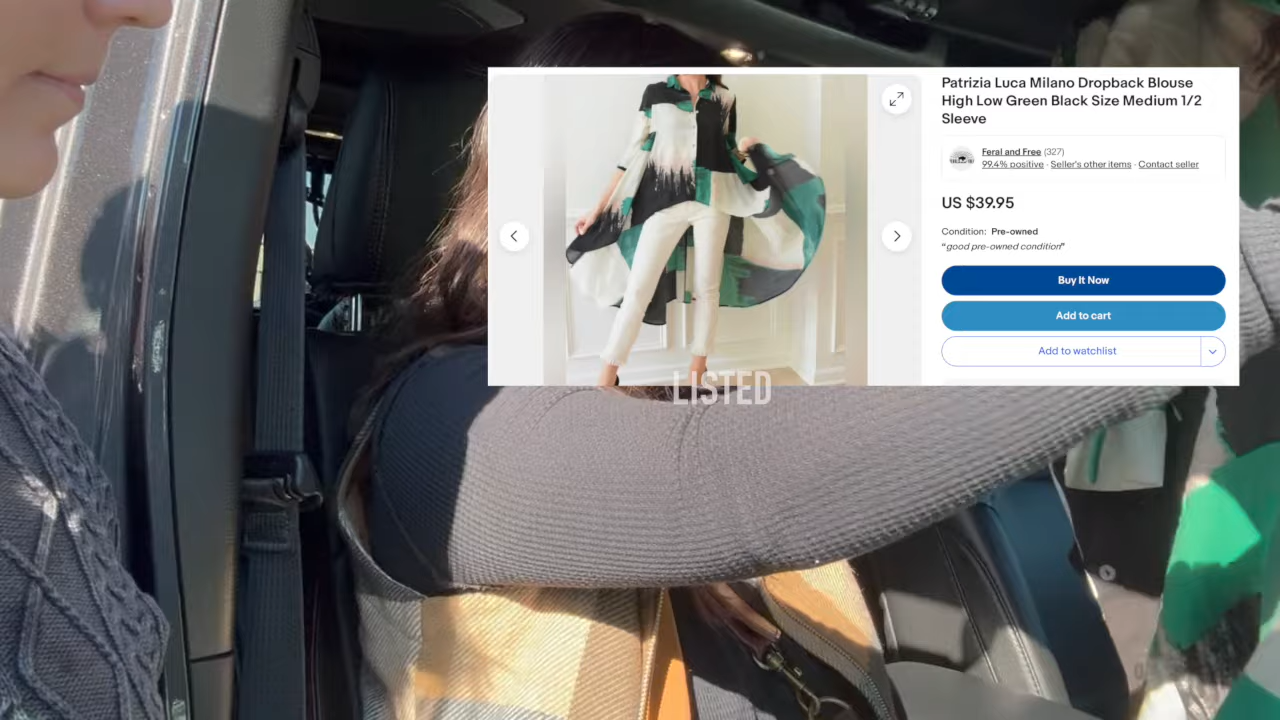 Patrizia Luca Milano Dropback Blouse
High Low Green Black Size Medium 1/2
Sleeve
Feral and Free (327)
99.4% positive · Seller's other items · Contact seller
US $39.95
Condition: Pre-owned
“good pre-owned condition”
Buy It Now
Add to cart
Add to watchlist
LISTED